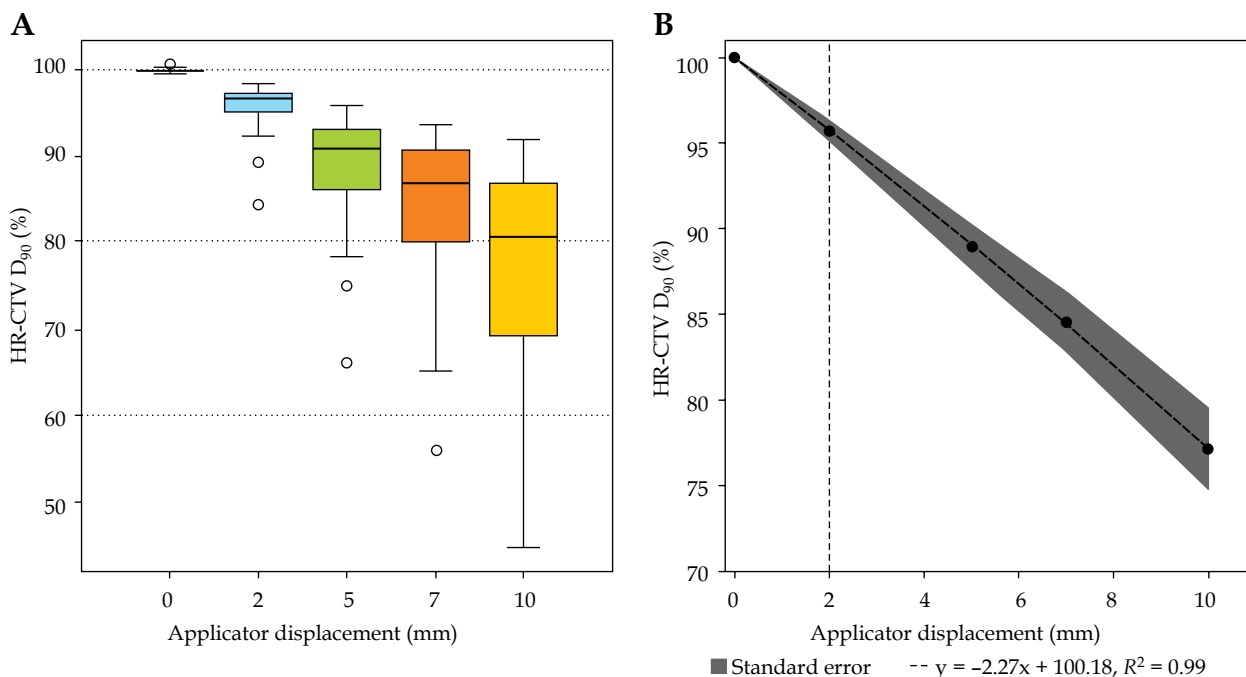 A
HR-CTV D90 (%)
100
90
80
70
60
50
0 2 5 7 10
Applicator displacement (mm)
B
HR-CTV D90 (%)
100
95
90
85
80
75
70
0 2 4 6 8 10
Applicator displacement (mm)
Standard error -- y = –2.27x + 100.18, R² = 0.99